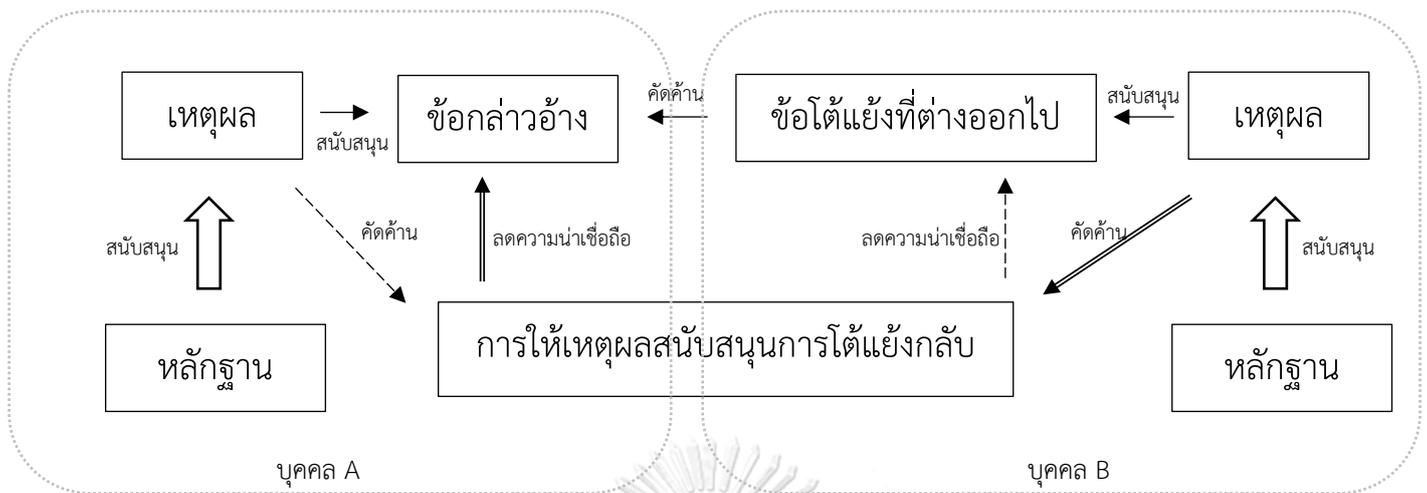 คัดค้าน
สนับสนุน
เหตุผล
ข้อกล่าวอ้าง
ข้อโต้แย้งที่ต่างออกไป
เหตุผล
สนับสนุน
สนับสนุน
คัดค้าน
ลดความน่าเชื่อถือ
ลดความน่าเชื่อถือ
คัดค้าน
สนับสนุน
การให้เหตุผลสนับสนุนการโต้แย้งกลับ
หลักฐาน
หลักฐาน
บุคคล A
บุคคล B